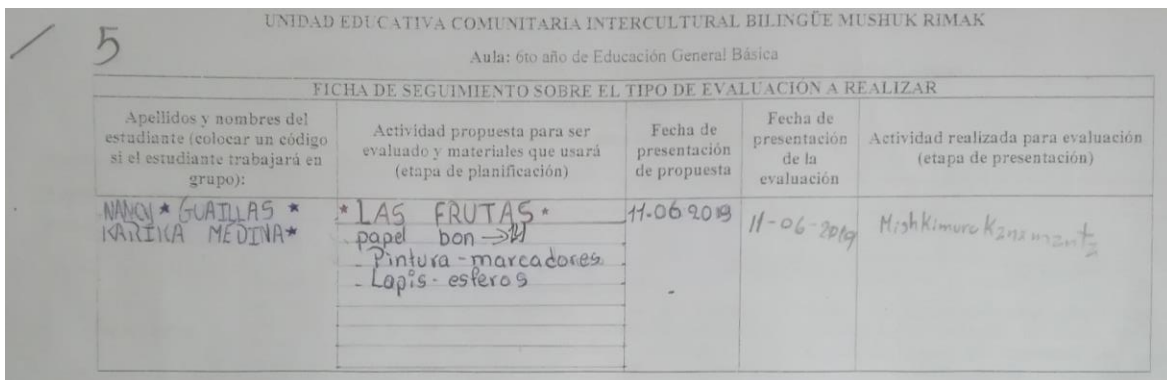 5
UNIDAD EDUCATIVA COMUNITARIA INTERCULTURAL BILINGÜE MUSHUK RIMAK
Aula: 6to año de Educación General Básica
FICHA DE SEGUIMIENTO SOBRE EL TIPO DE EVALUACIÓN A REALIZAR
Apellidos y nombres del
estudiante (colocar un código
si el estudiante trabajará en
grupo):
Actividad propuesta para ser
evaluado y materiales que usará
(etapa de planificación)
Fecha de
presentación
de propuesta
Fecha de
presentación
de la
evaluación
Actividad realizada para evaluación
(etapa de presentación)
NANCY * GUAILLAS *
KARIKA MEDINA*
* LAS FRUTAS *
papel bon →
- Pintura - marcadores
- Lapis - esferos
11-06 2019
11-06-2019